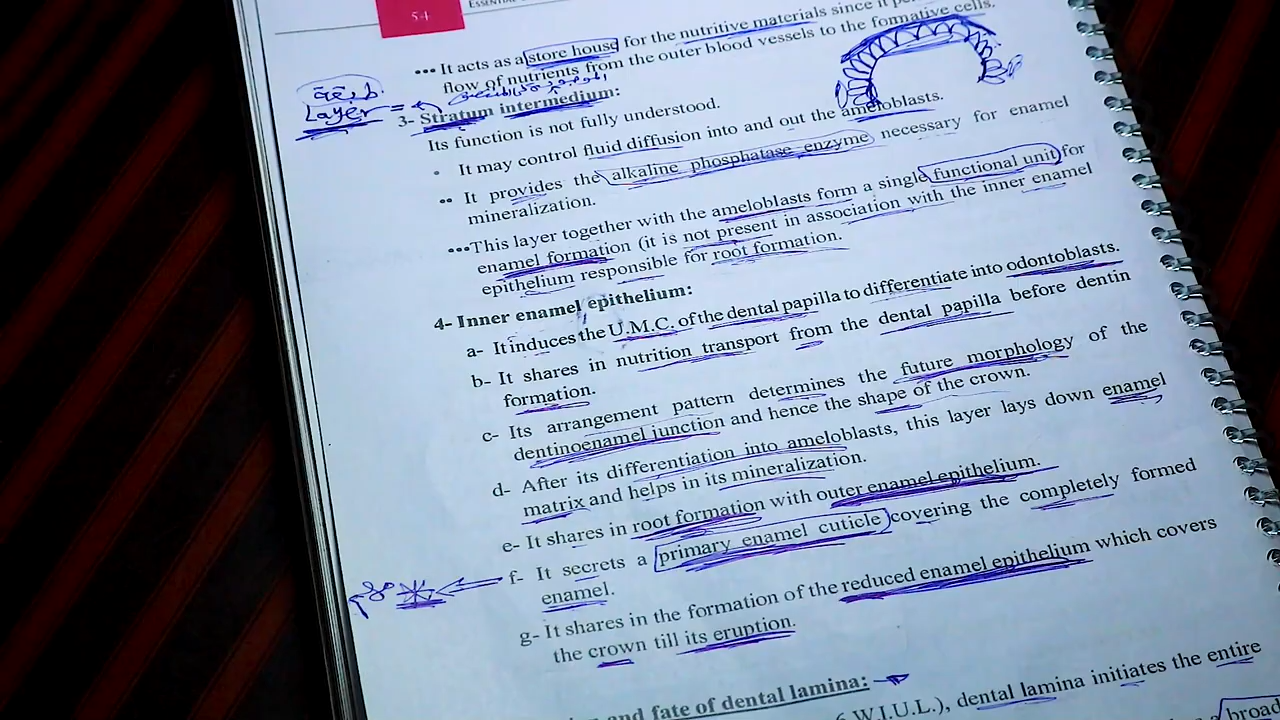 54
ESSENTIAL
••• It acts as a store house for the nutritive materials since it
flow of nutrients from the outer blood vessels to the formative cells.
Layer =
3- Stratum intermedium:
Its function is not fully understood.
• It may control fluid diffusion into and out the ameloblasts.
•• It provides the alkaline phosphatase enzyme necessary for enamel
mineralization.
•••This layer together with the ameloblasts form a single functional unit for
enamel formation (it is not present in association with the inner enamel
epithelium responsible for root formation.
4- Inner enamel epithelium:
a- It induces the U.M.C. of the dental papilla to differentiate into odontoblasts.
b- It shares in nutrition transport from the dental papilla before dentin
formation.
c- Its arrangement pattern determines the future morphology of the
dentinoenamel junction and hence the shape of the crown.
d- After its differentiation into ameloblasts, this layer lays down enamel
matrix and helps in its mineralization.
e- It shares in root formation with outer enamel epithelium.
f- It secrets a primary enamel cuticle covering the completely formed
enamel.
g- It shares in the formation of the reduced enamel epithelium which covers
the crown till its eruption.
and fate of dental lamina:
W.I.U.L.), dental lamina initiates the entire
broad